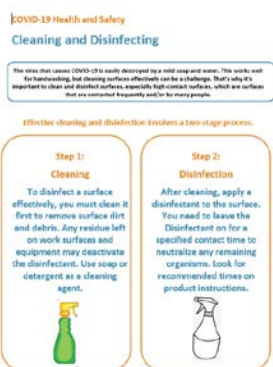 COVID-19 Health and Safety
Cleaning and Disinfecting
The virus that causes COVID-19 is easily destroyed by a mild soap and water. This works well
for handwashing, but cleaning surfaces effectively can be a challenge. That's why it's
important to clean and disinfect surfaces, especially high-contact surfaces, which are surfaces
that are contacted frequently and/or by many people.
Effective cleaning and disinfection involves a two-stage process.
Step 1:
Cleaning
To disinfect a surface
effectively, you must clean it
first to remove surface dirt
and debris. Any residue left
on work surfaces and
equipment may deactivate
the disinfectant. Use soap or
detergent as a cleaning
agent.
Step 2:
Disinfection
After cleaning, apply a
disinfectant to the surface.
You need to leave the
Disinfectant on for a
specified contact time to
neutralize any remaining
organisms. Look for
recommended times on
product instructions.